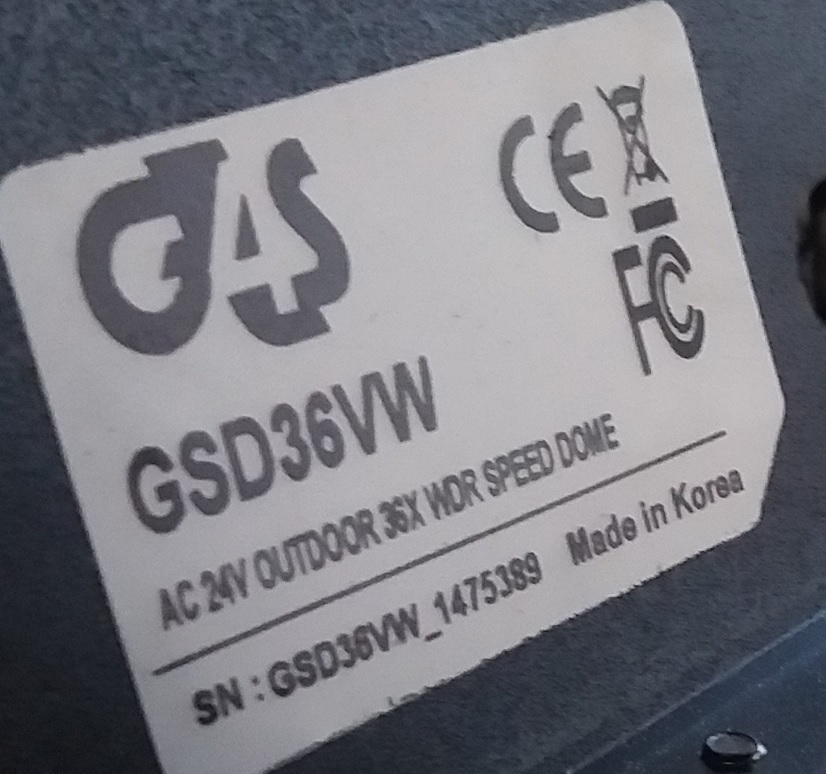 G4S
CE
FC
GSD36VW
AC 24V OUTDOOR 36X WDR SPEED DOME
SN : GSD36VW_1475389 Made in Korea